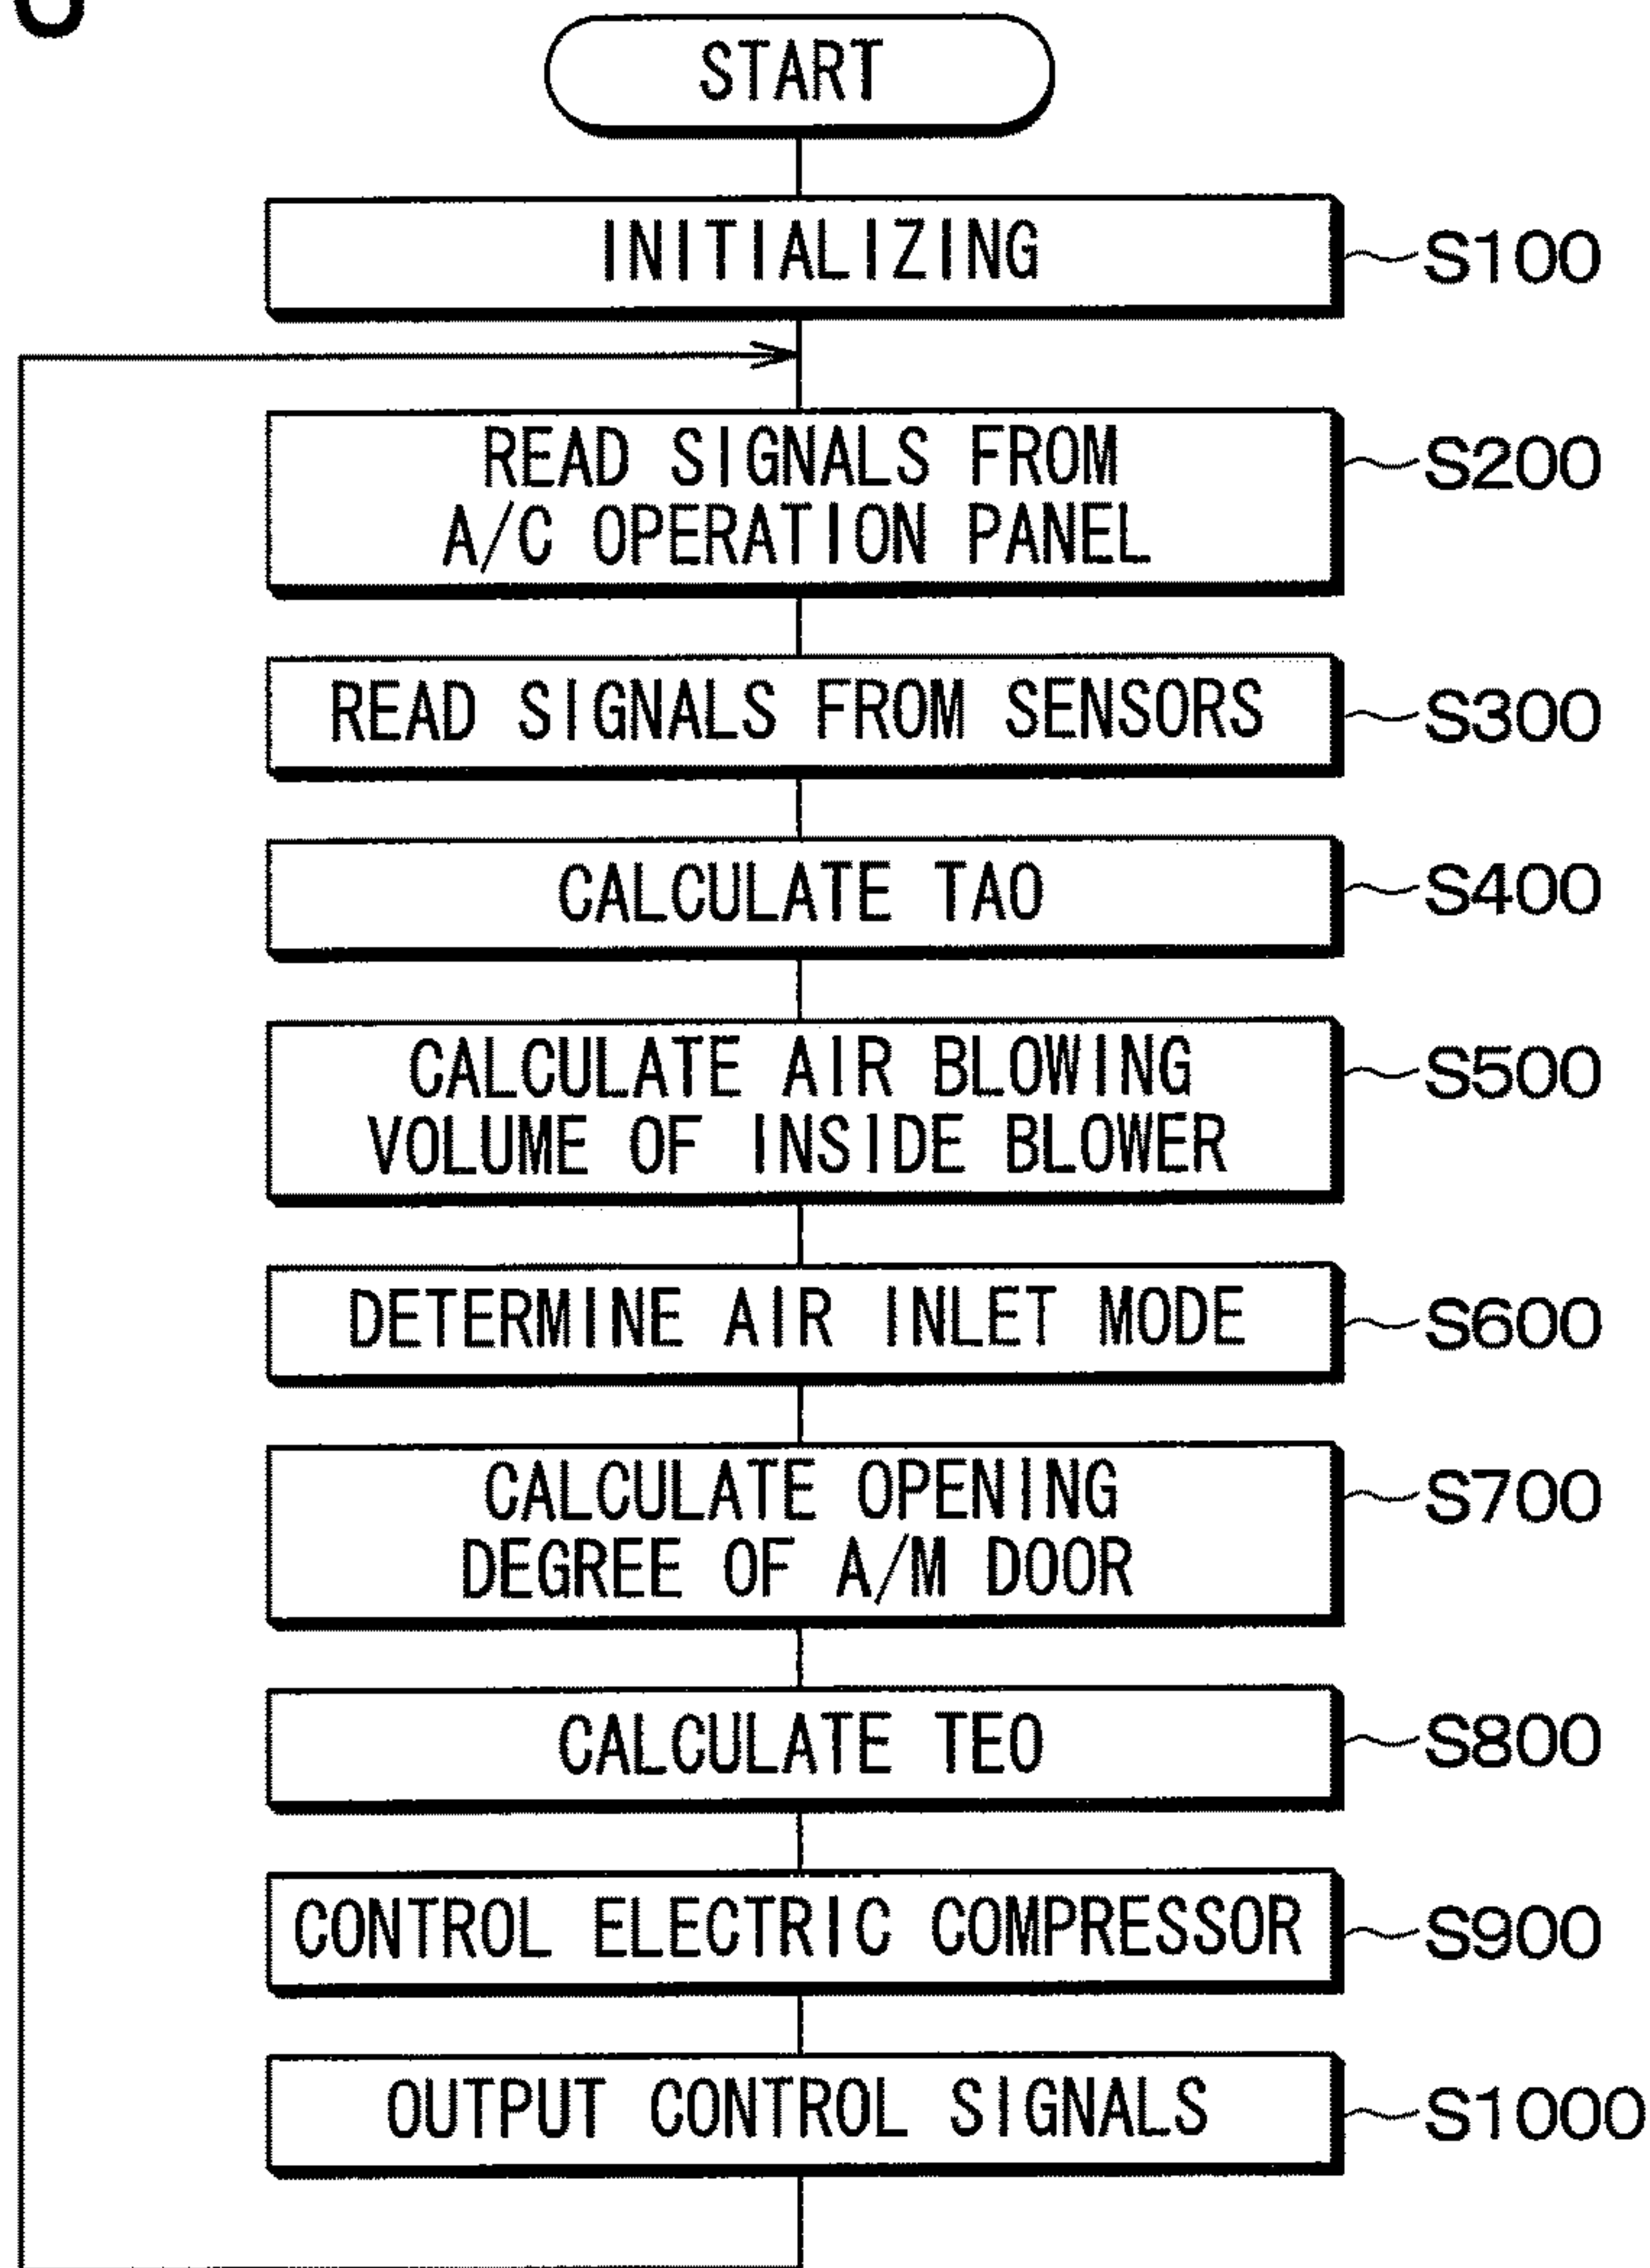 START
INITIALIZING
S100
READ SIGNALS FROM
A/C OPERATION PANEL
S200
READ SIGNALS FROM SENSORS
S300
CALCULATE TAO
S400
CALCULATE AIR BLOWING
VOLUME OF INSIDE BLOWER
S500
DETERMINE AIR INLET MODE
S600
CALCULATE OPENING
DEGREE OF A/M DOOR
S700
CALCULATE TEO
S800
CONTROL ELECTRIC COMPRESSOR
S900
OUTPUT CONTROL SIGNALS
S1000